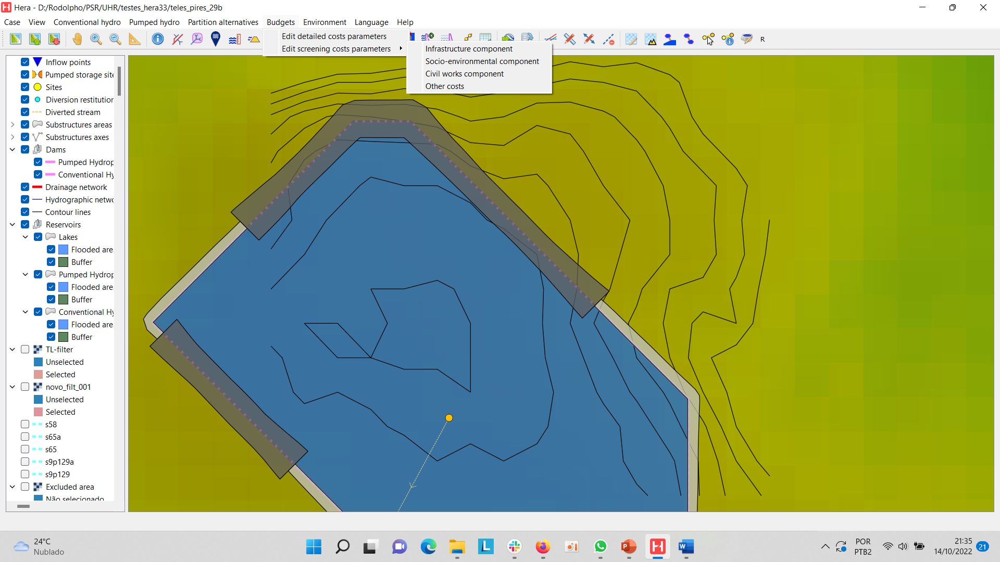 Hera - D:/Rodolpho/PSR/UHR/testes_hera33/teles_pires_29b
Case View Conventional hydro Pumped hydro Partition alternatives Budgets Environment Language Help
R
Edit detailed costs parameters
Edit screening costs parameters
Infrastructure component
Socio-environmental component
Civil works component
Other costs
Inflow points
Pumped storage site
Sites
Diversion restitution
Diverted stream
Substructures areas
Substructures axes
Dams
Pumped Hydrop
Conventional Hy
Drainage network
Hydrographic netwo
Contour lines
Reservoirs
Lakes
Flooded are
Buffer
Pumped Hydrop
Flooded are
Buffer
Conventional Hy
Flooded are
Buffer
TL-filter
Unselected
Selected
novo_filt_001
Unselected
Selected
s58
s65a
s65
s9p129a
s9p129
Excluded area
Não selecionado
24°C
Nublado
POR
PTB2
21:35
14/10/2022
21